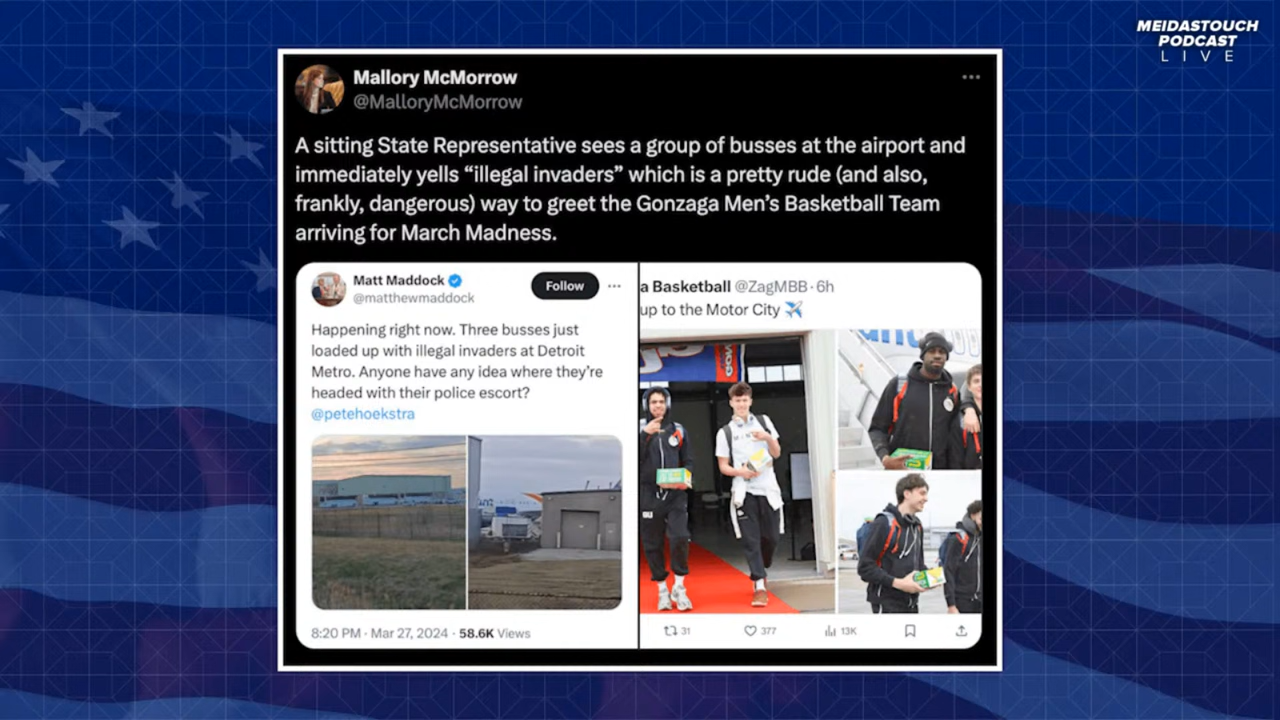 MEIDASTOUCH
PODCAST
LIVE
Mallory McMorrow
@MalloryMcMorrow
A sitting State Representative sees a group of busses at the airport and
immediately yells “illegal invaders” which is a pretty rude (and also,
frankly, dangerous) way to greet the Gonzaga Men’s Basketball Team
arriving for March Madness.
Matt Maddock
@matthewmaddock
Follow
Happening right now. Three busses just
loaded up with illegal invaders at Detroit
Metro. Anyone have any idea where they’re
headed with their police escort?
@petehoekstra
8:20 PM · Mar 27, 2024 · 58.6K Views
a Basketball @ZagMBB · 6h
up to the Motor City
31
377
13K